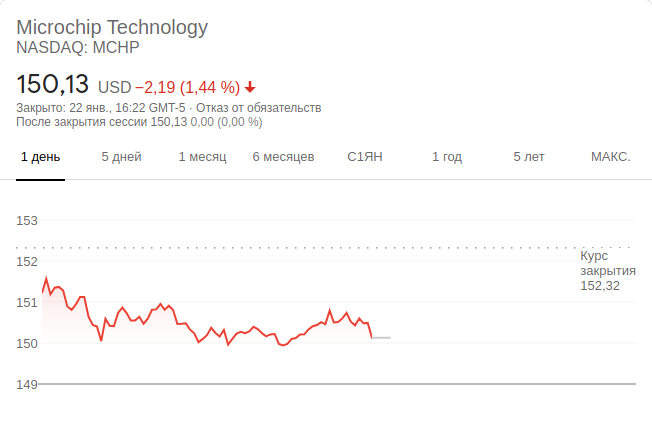 Microchip Technology
NASDAQ: MCHP
150,13 USD −2,19 (1,44 %)
Закрыто: 22 янв., 16:22 GMT-5 · Отказ от обязательств
После закрытия сессии 150,13 0,00 (0,00 %)
1 день 5 дней 1 месяц 6 месяцев С1ЯН 1 год 5 лет МАКС.
153
152
151
150
149
Курс
закрытия
152,32